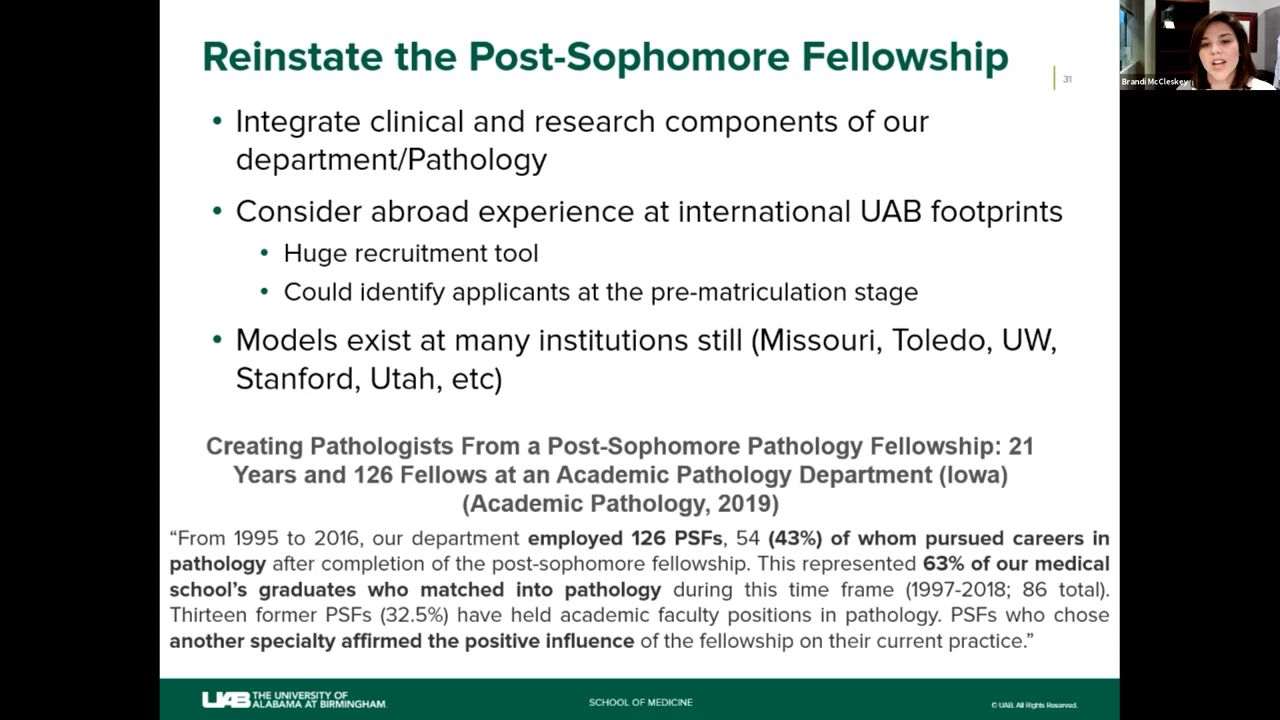 Reinstate the Post-Sophomore Fellowship
31
Brandi McCleskey
• Integrate clinical and research components of our
department/Pathology
• Consider abroad experience at international UAB footprints
• Huge recruitment tool
• Could identify applicants at the pre-matriculation stage
• Models exist at many institutions still (Missouri, Toledo, UW,
Stanford, Utah, etc)
Creating Pathologists From a Post-Sophomore Pathology Fellowship: 21
Years and 126 Fellows at an Academic Pathology Department (Iowa)
(Academic Pathology, 2019)
“From 1995 to 2016, our department employed 126 PSFs, 54 (43%) of whom pursued careers in
pathology after completion of the post-sophomore fellowship. This represented 63% of our medical
school’s graduates who matched into pathology during this time frame (1997-2018; 86 total).
Thirteen former PSFs (32.5%) have held academic faculty positions in pathology. PSFs who chose
another specialty affirmed the positive influence of the fellowship on their current practice.”
UAB THE UNIVERSITY OF
ALABAMA AT BIRMINGHAM.
SCHOOL OF MEDICINE
© UAB. All Rights Reserved.